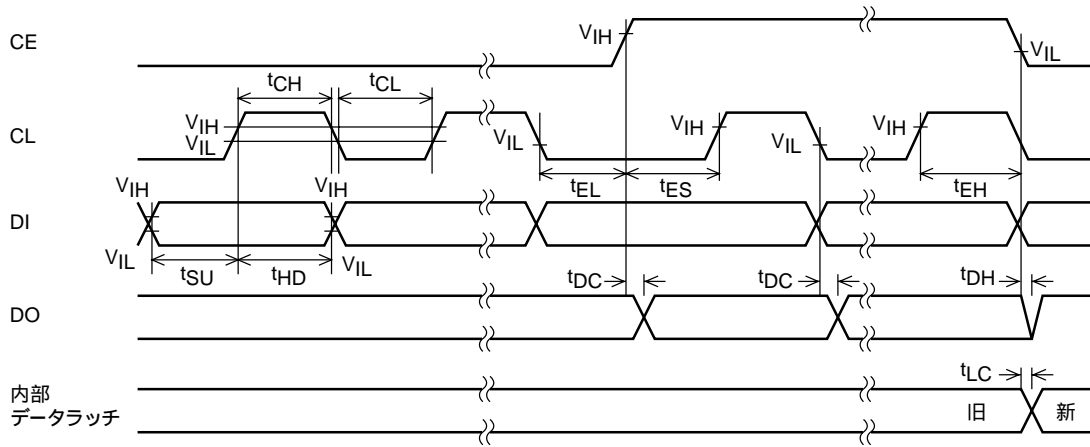 CE
VIH
VIL
tCH
tCL
CL
VIH
VIL
VIL
VIH
VIL
VIH
tEL
tES
tEH
DI
VIH
VIH
VIL
VIL
tSU
tHD
DO
tDC
tDC
tDH
内部
データラッチ
tLC
旧
新